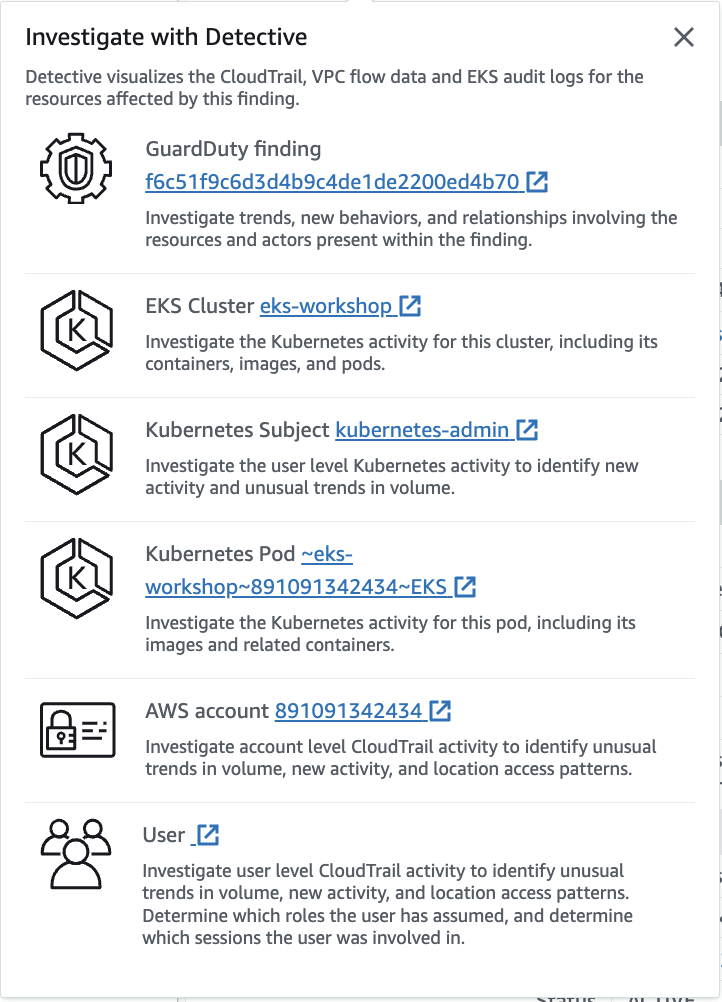 Investigate with Detective
Detective visualizes the CloudTrail, VPC flow data and EKS audit logs for the
resources affected by this finding.
GuardDuty finding
f6c51f9c6d3d4b9c4de1de2200ed4b70
Investigate trends, new behaviors, and relationships involving the
resources and actors present within the finding.
EKS Cluster eks-workshop
K
Investigate the Kubernetes activity for this cluster, including its
containers, images, and pods.
Kubernetes Subject kubernetes-admin
K
Investigate the user level Kubernetes activity to identify new
activity and unusual trends in volume.
Kubernetes Pod ~eks-
workshop~891091342434~EKS
K
Investigate the Kubernetes activity for this pod, including its
images and related containers.
AWS account 891091342434
Investigate account level CloudTrail activity to identify unusual
trends in volume, new activity, and location access patterns.
User
Investigate user level CloudTrail activity to identify unusual
trends in volume, new activity, and location access patterns.
Determine which roles the user has assumed, and determine
which sessions the user was involved in.